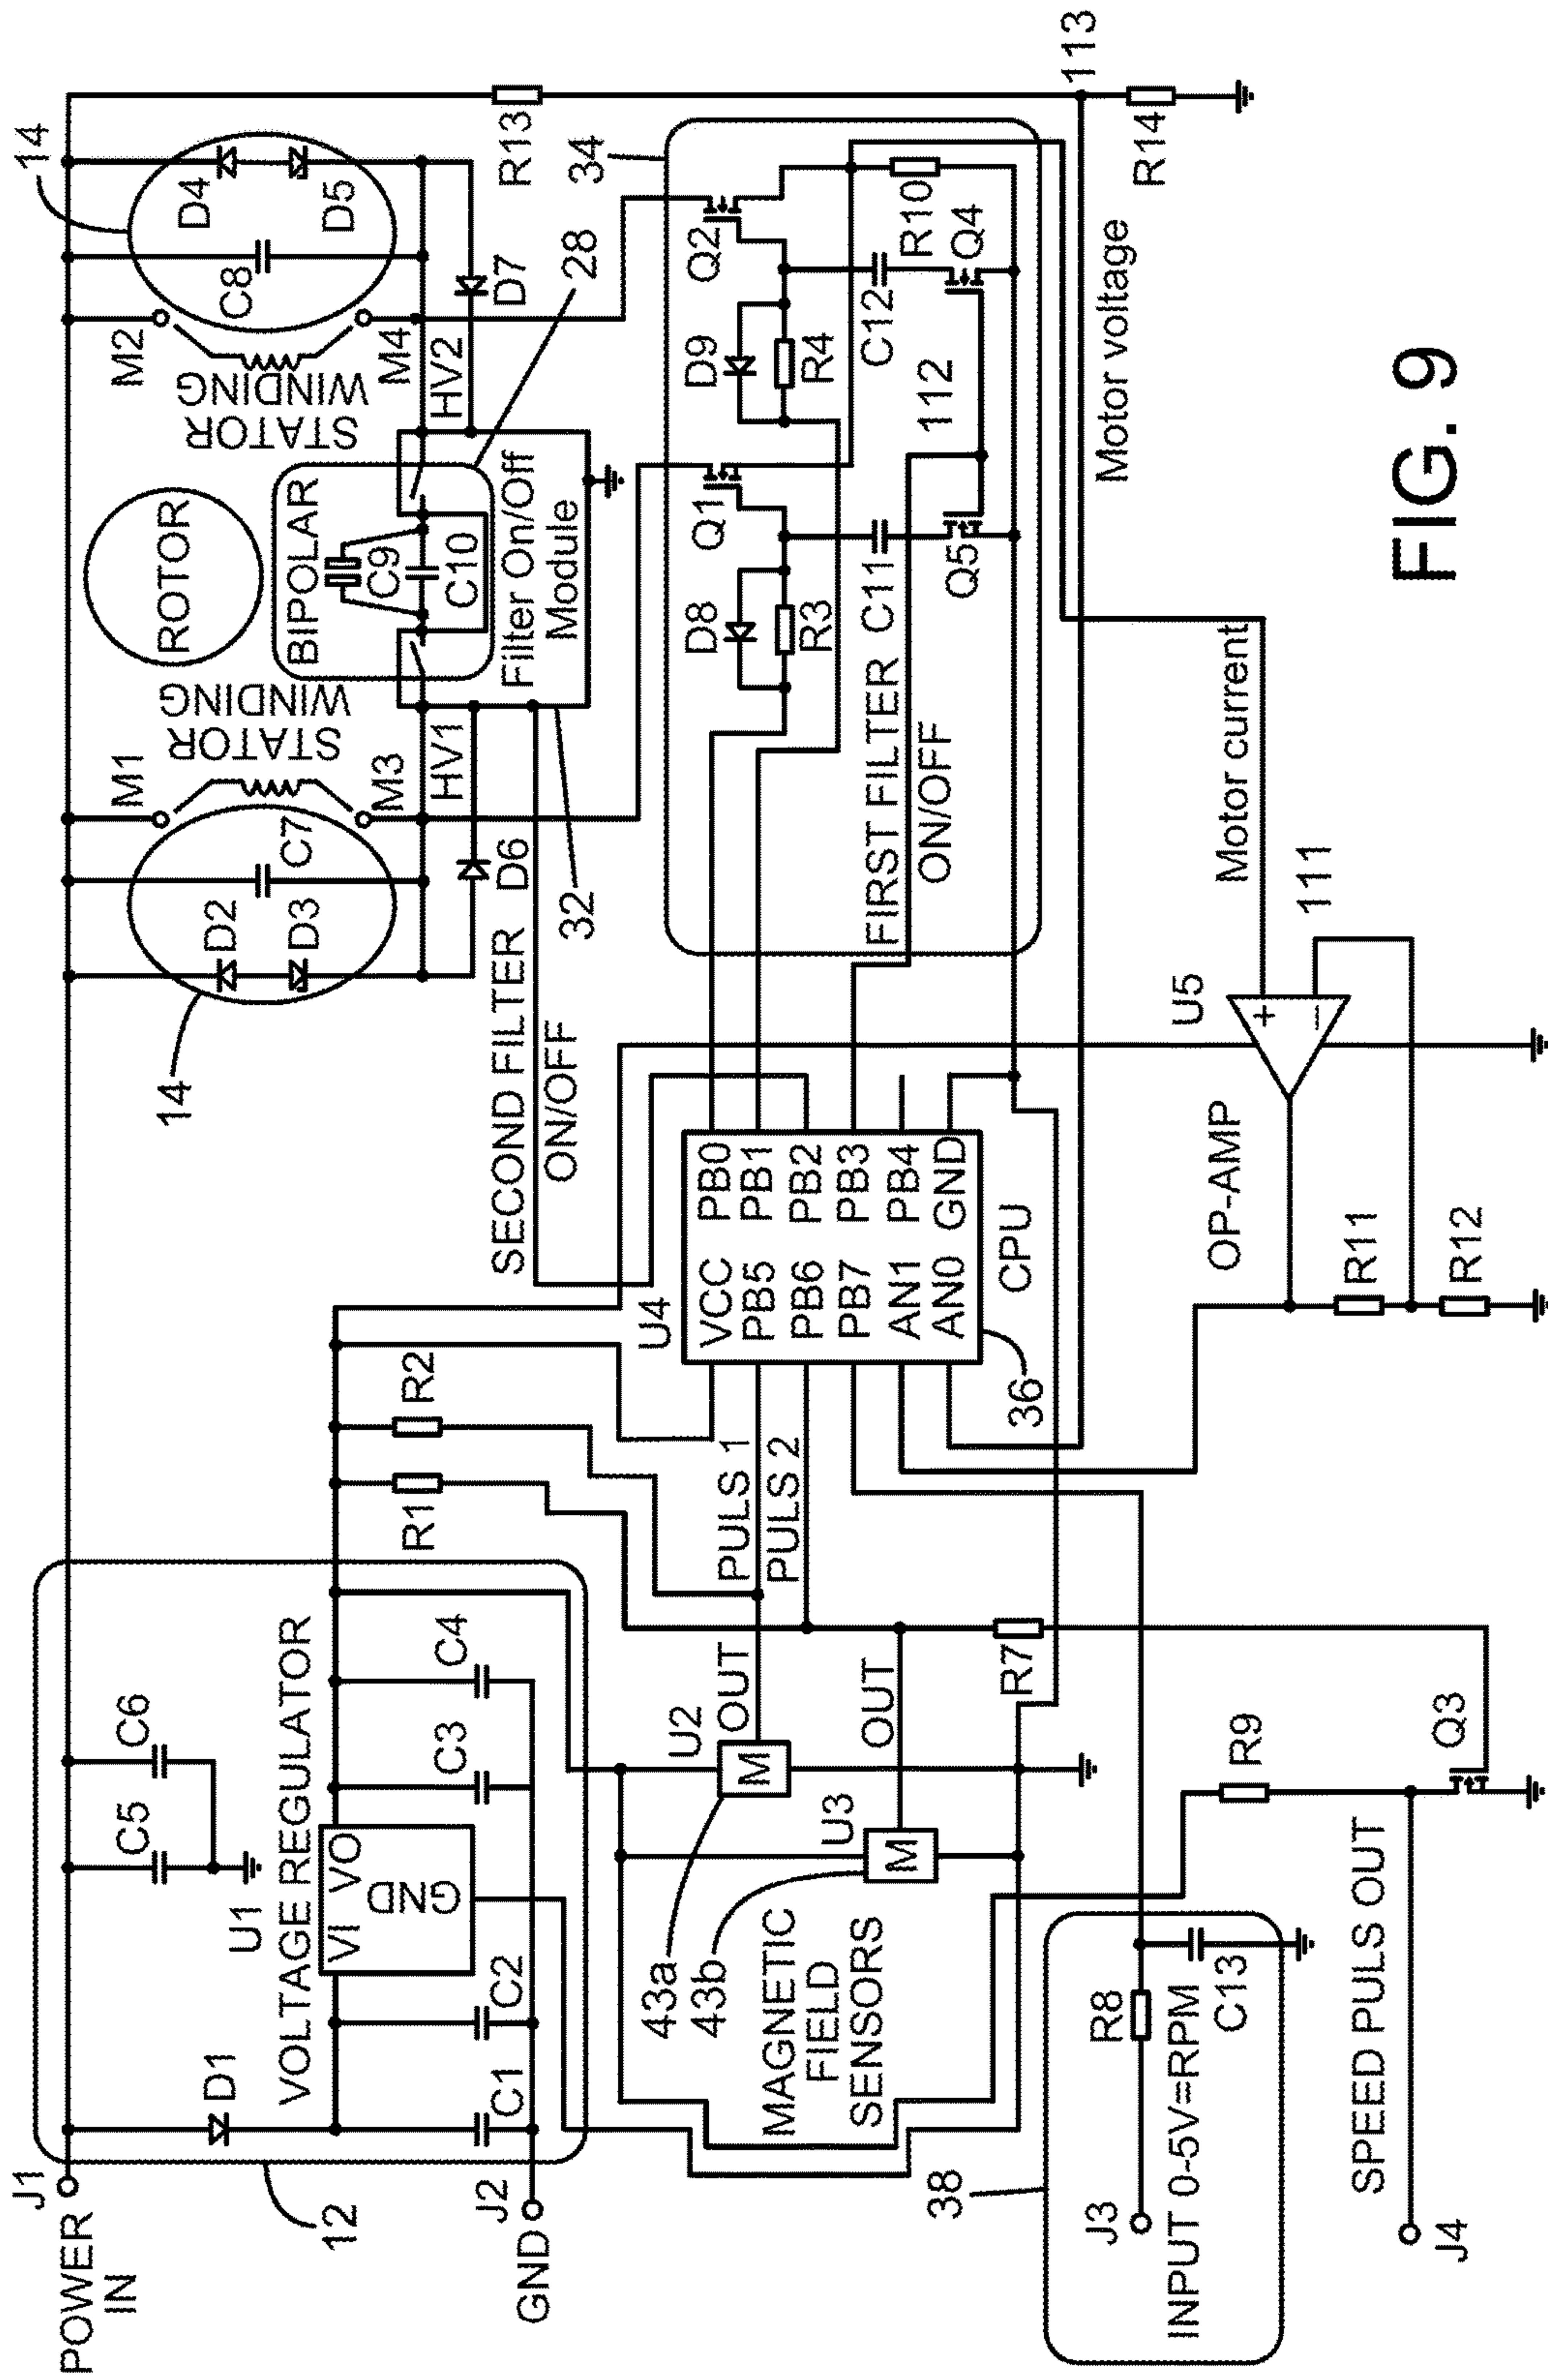 J1
POWER
IN
12
J2
GND
D1
C1
C2
VOLTAGE REGULATOR
U1
VI
VO
GND
C5
C6
C3
C4
R1
R2
14
D2
D3
C7
M1
M3
STATOR
WINDING
HV1
D6
SECOND FILTER
ON/OFF
32
ROTOR
BIPOLAR
C9
C10
Filter On/Off
Module
28
STATOR
WINDING
M2
M4
HV2
D7
C8
D4
D5
14
R13
113
R14
34
Q1
Q2
D8
R3
D9
R4
C11
C12
Q5
Q4
R10
112
FIRST FILTER
ON/OFF
Motor voltage
Motor current
111
U5
+
–
OP-AMP
R11
R12
U4
VCC
PB5
PB6
PB7
AN1
AN0
PB0
PB1
PB2
PB3
PB4
GND
CPU
36
PULS 1
PULS 2
OUT
OUT
U2
M
U3
M
43a
43b
MAGNETIC
FIELD
SENSORS
R7
R9
Q3
38
J3
R8
C13
INPUT 0-5V=RPM
SPEED PULS OUT
J4
FIG. 9